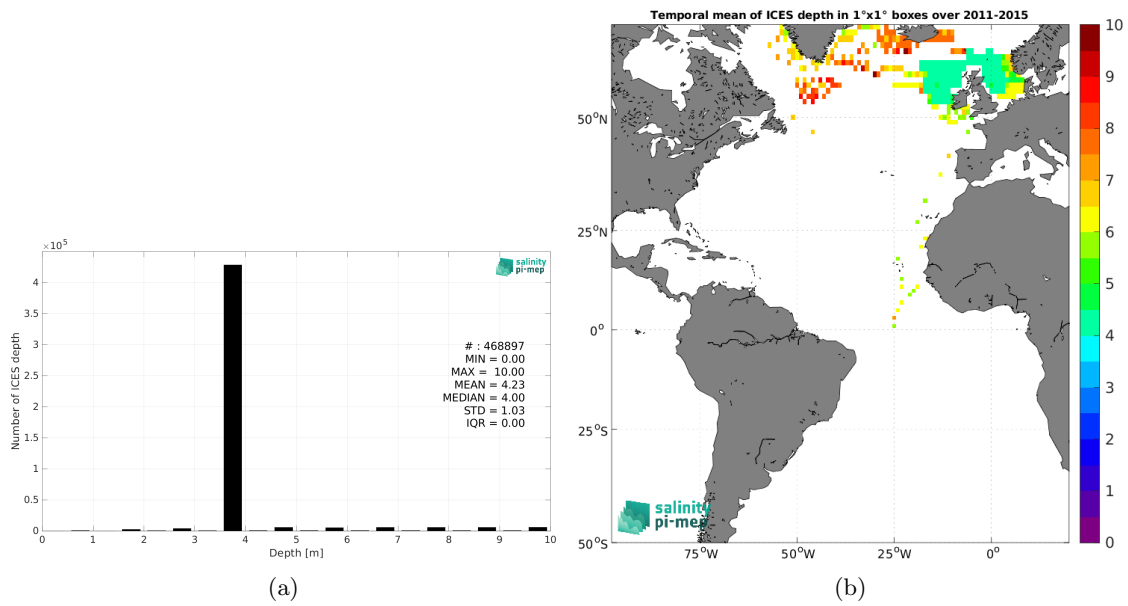 ×10⁵
4
3.5
3
2.5
2
1.5
1
0.5
0
Number of ICES depth
0 1 2 3 4 5 6 7 8 9 10
Depth [m]
salinity
pi-mep
# : 468897
MIN = 0.00
MAX = 10.00
MEAN = 4.23
MEDIAN = 4.00
STD = 1.03
IQR = 0.00
(a)
Temporal mean of ICES depth in 1°x1° boxes over 2011-2015
50°N
25°N
0°
25°S
50°S
75°W 50°W 25°W 0°
salinity
pi-mep
10
9
8
7
6
5
4
3
2
1
0
(b)